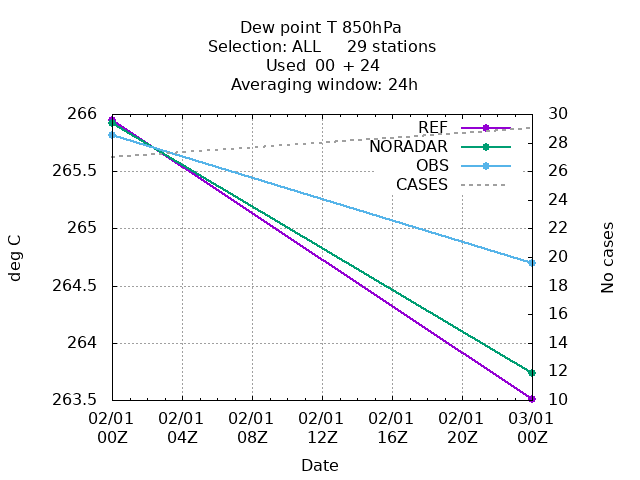 Dew point T 850hPa
Selection: ALL     29 stations
Used  00  + 24
Averaging window: 24h
266
265.5
265
264.5
264
263.5
deg C
30
28
26
24
22
20
18
16
14
12
10
No cases
REF
NORADAR
OBS
CASES
02/01 02/01 02/01 02/01 02/01 02/01 03/01
00Z 04Z 08Z 12Z 16Z 20Z 00Z
Date